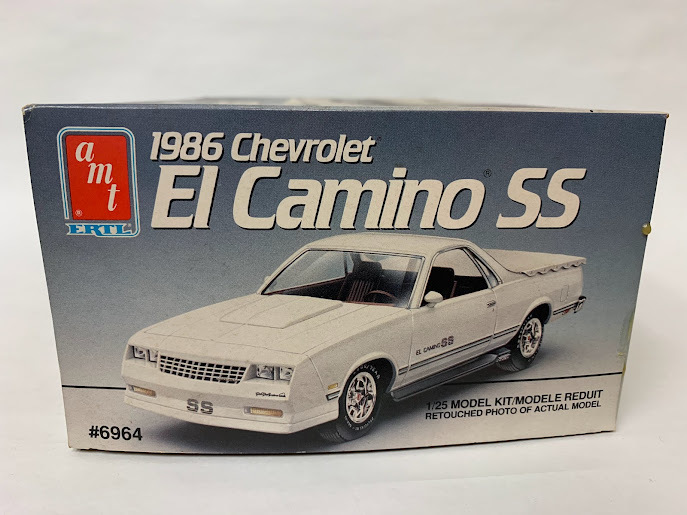 amt
®
ERTL®
1986 Chevrolet®
El Camino® SS
EL CAMINO SS
SS
1/25 MODEL KIT/MODELE REDUIT
RETOUCHED PHOTO OF ACTUAL MODEL
#6964